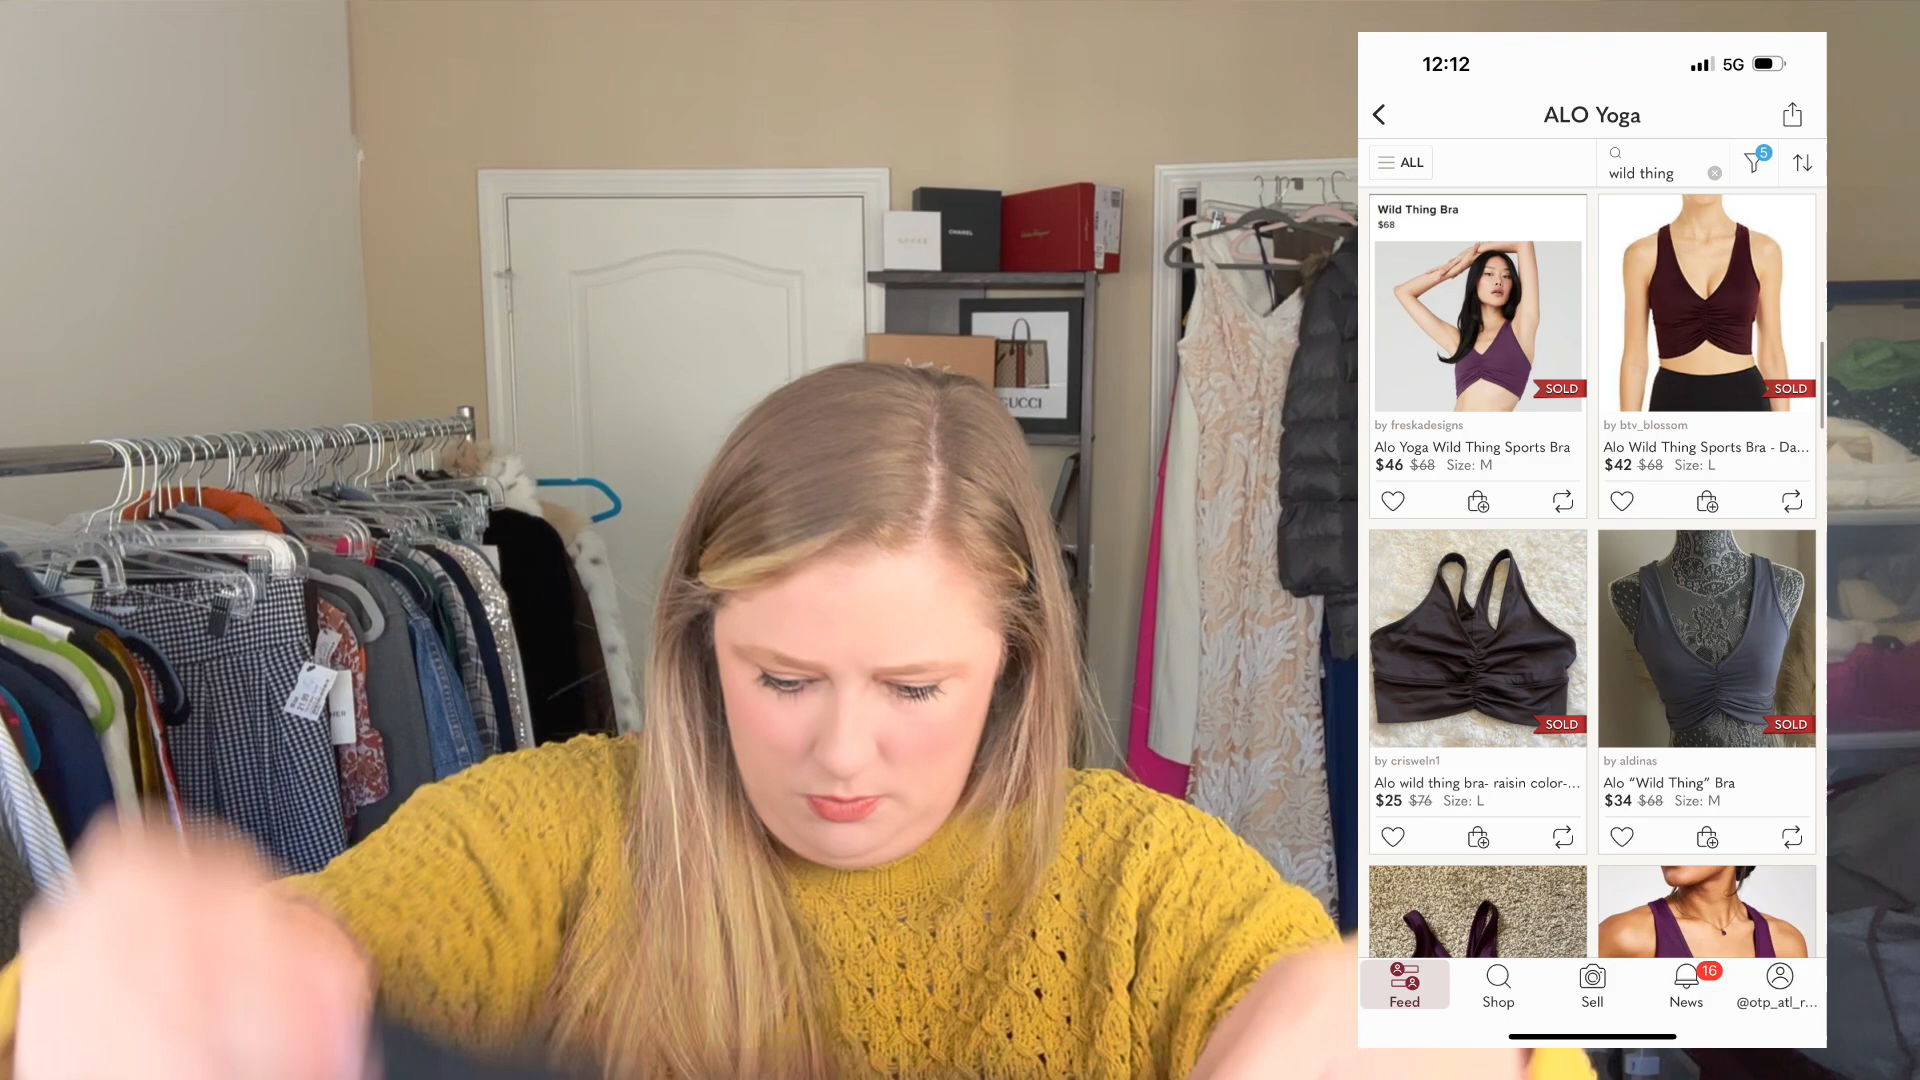 CHANEL
GUCCI
12:12
5G
ALO Yoga
ALL
wild thing
5
Wild Thing Bra
$68
SOLD
SOLD
by freskadesigns
by btv_blossom
Alo Yoga Wild Thing Sports Bra
Alo Wild Thing Sports Bra - Da...
$46 $68 Size: M
$42 $68 Size: L
SOLD
SOLD
by crisweln1
by aldinas
Alo wild thing bra- raisin color-...
Alo “Wild Thing” Bra
$25 $76 Size: L
$34 $68 Size: M
Feed
Shop
Sell
16
News
@otp_atl_r...